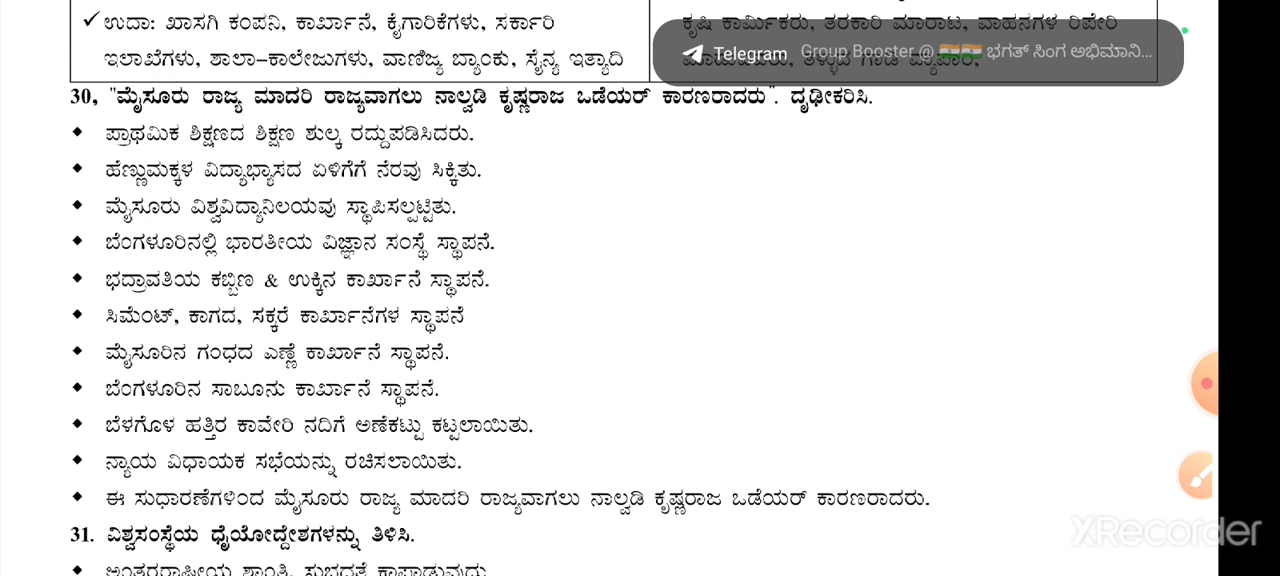 ✓ ಉದಾ: ಖಾಸಗಿ ಕಂಪನಿ, ಕಾರ್ಖಾನೆ, ಕೈಗಾರಿಕೆಗಳು, ಸರ್ಕಾರಿ
ಇಲಾಖೆಗಳು, ಶಾಲಾ-ಕಾಲೇಜುಗಳು, ವಾಣಿಜ್ಯ ಬ್ಯಾಂಕು, ಸೈನ್ಯ ಇತ್ಯಾದಿ
ಕೃಷಿ ಕಾರ್ಮಿಕರು, ತರಕಾರಿ ಮಾರಾಟ, ವಾಹನಗಳ ರಿಪೇರಿ
Telegram Group Booster@ 🇮🇳🇮🇳 ಭಗತ್ ಸಿಂಗ ಅಭಿಮಾನಿ...
30, "ಮೈಸೂರು ರಾಜ್ಯ ಮಾದರಿ ರಾಜ್ಯವಾಗಲು ನಾಲ್ವಡಿ ಕೃಷ್ಣರಾಜ ಒಡೆಯರ್ ಕಾರಣರಾದರು". ದೃಢೀಕರಿಸಿ.
◆ ಪ್ರಾಥಮಿಕ ಶಿಕ್ಷಣದ ಶಿಕ್ಷಣ ಶುಲ್ಕ ರದ್ದುಪಡಿಸಿದರು.
◆ ಹೆಣ್ಣುಮಕ್ಕಳ ವಿದ್ಯಾಭ್ಯಾಸದ ಏಳಿಗೆಗೆ ನೆರವು ಸಿಕ್ಕಿತು.
◆ ಮೈಸೂರು ವಿಶ್ವವಿದ್ಯಾನಿಲಯವು ಸ್ಥಾಪಿಸಲ್ಪಟ್ಟಿತು.
◆ ಬೆಂಗಳೂರಿನಲ್ಲಿ ಭಾರತೀಯ ವಿಜ್ಞಾನ ಸಂಸ್ಥೆ ಸ್ಥಾಪನೆ.
◆ ಭದ್ರಾವತಿಯ ಕಬ್ಬಿಣ & ಉಕ್ಕಿನ ಕಾರ್ಖಾನೆ ಸ್ಥಾಪನೆ.
◆ ಸಿಮೆಂಟ್, ಕಾಗದ, ಸಕ್ಕರೆ ಕಾರ್ಖಾನೆಗಳ ಸ್ಥಾಪನೆ
◆ ಮೈಸೂರಿನ ಗಂಧದ ಎಣ್ಣೆ ಕಾರ್ಖಾನೆ ಸ್ಥಾಪನೆ.
◆ ಬೆಂಗಳೂರಿನ ಸಾಬೂನು ಕಾರ್ಖಾನೆ ಸ್ಥಾಪನೆ.
◆ ಬೆಳಗೊಳ ಹತ್ತಿರ ಕಾವೇರಿ ನದಿಗೆ ಅಣೆಕಟ್ಟು ಕಟ್ಟಲಾಯಿತು.
◆ ನ್ಯಾಯ ವಿಧಾಯಕ ಸಭೆಯನ್ನು ರಚಿಸಲಾಯಿತು.
◆ ಈ ಸುಧಾರಣೆಗಳಿಂದ ಮೈಸೂರು ರಾಜ್ಯ ಮಾದರಿ ರಾಜ್ಯವಾಗಲು ನಾಲ್ವಡಿ ಕೃಷ್ಣರಾಜ ಒಡೆಯರ್ ಕಾರಣರಾದರು.
31. ವಿಶ್ವಸಂಸ್ಥೆಯ ಧೈಯೋದ್ದೇಶಗಳನ್ನು ತಿಳಿಸಿ.
◆ ಅಂತರರಾಷ್ಟ್ರೀಯ ಶಾಂತಿ, ಸುಭದ್ರತೆ ಕಾಪಾಡುವುದು
XRecorder